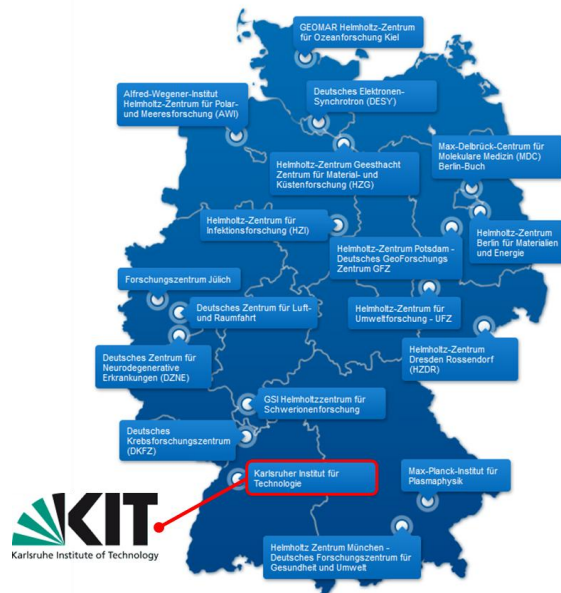 GEOMAR Helmholtz-Zentrum
für Ozeanforschung Kiel
Alfred-Wegener-Institut
Helmholtz-Zentrum für Polar-
und Meeresforschung (AWI)
Deutsches Elektronen-
Synchrotron (DESY)
Max-Delbrück-Centrum für
Molekulare Medizin (MDC)
Berlin-Buch
Helmholtz-Zentrum Geesthacht
Zentrum für Material- und
Küstenforschung (HZG)
Helmholtz-Zentrum für
Infektionsforschung (HZI)
Helmholtz-Zentrum
Berlin für Materialien
und Energie
Helmholtz-Zentrum Potsdam -
Deutsches GeoForschungs
Zentrum GFZ
Forschungszentrum Jülich
Deutsches Zentrum für Luft-
und Raumfahrt
Helmholtz-Zentrum für
Umweltforschung - UFZ
Deutsches Zentrum für
Neurodegenerative
Erkrankungen (DZNE)
Helmholtz-Zentrum
Dresden Rossendorf
(HZDR)
GSI Helmholtzzentrum für
Schwerionenforschung
Deutsches
Krebsforschungszentrum
(DKFZ)
Karlsruher Institut für
Technologie
Max-Planck-Institut für
Plasmaphysik
KIT
Karlsruhe Institute of Technology
Helmholtz Zentrum München -
Deutsches Forschungszentrum für
Gesundheit und Umwelt